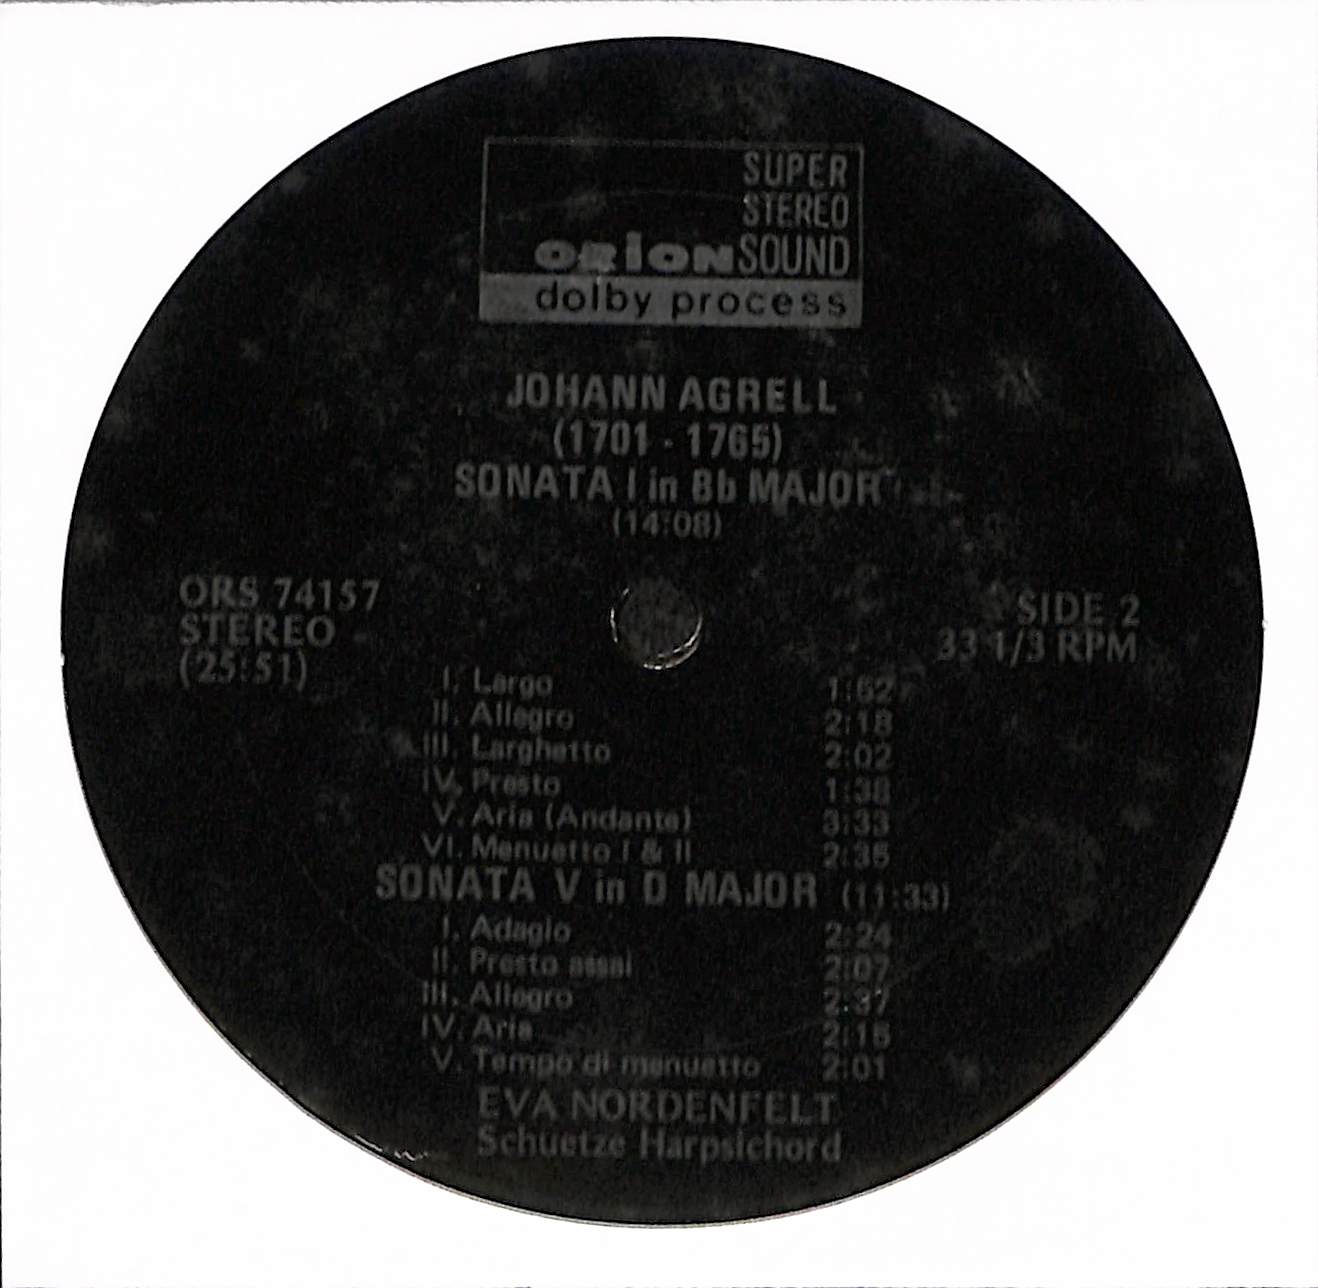 SUPER
STEREO
ORION SOUND
dolby process
JOHANN AGRELL
(1701 - 1765)
SONATA I in Bb MAJOR
(14:08)
ORS 74157
STEREO
(25:51)
SIDE 2
33 1/3 RPM
I. Largo 1:52
II. Allegro 2:18
III. Larghetto 2:02
IV. Presto 1:38
V. Aria (Andante) 3:33
VI. Menuetto I & II 2:35
SONATA V in D MAJOR (11:33)
I. Adagio 2:24
II. Presto assai 2:07
III. Allegro 2:37
IV. Aria 2:15
V. Tempo di menuetto 2:01
EVA NORDENFELT
Schuetze Harpsichord